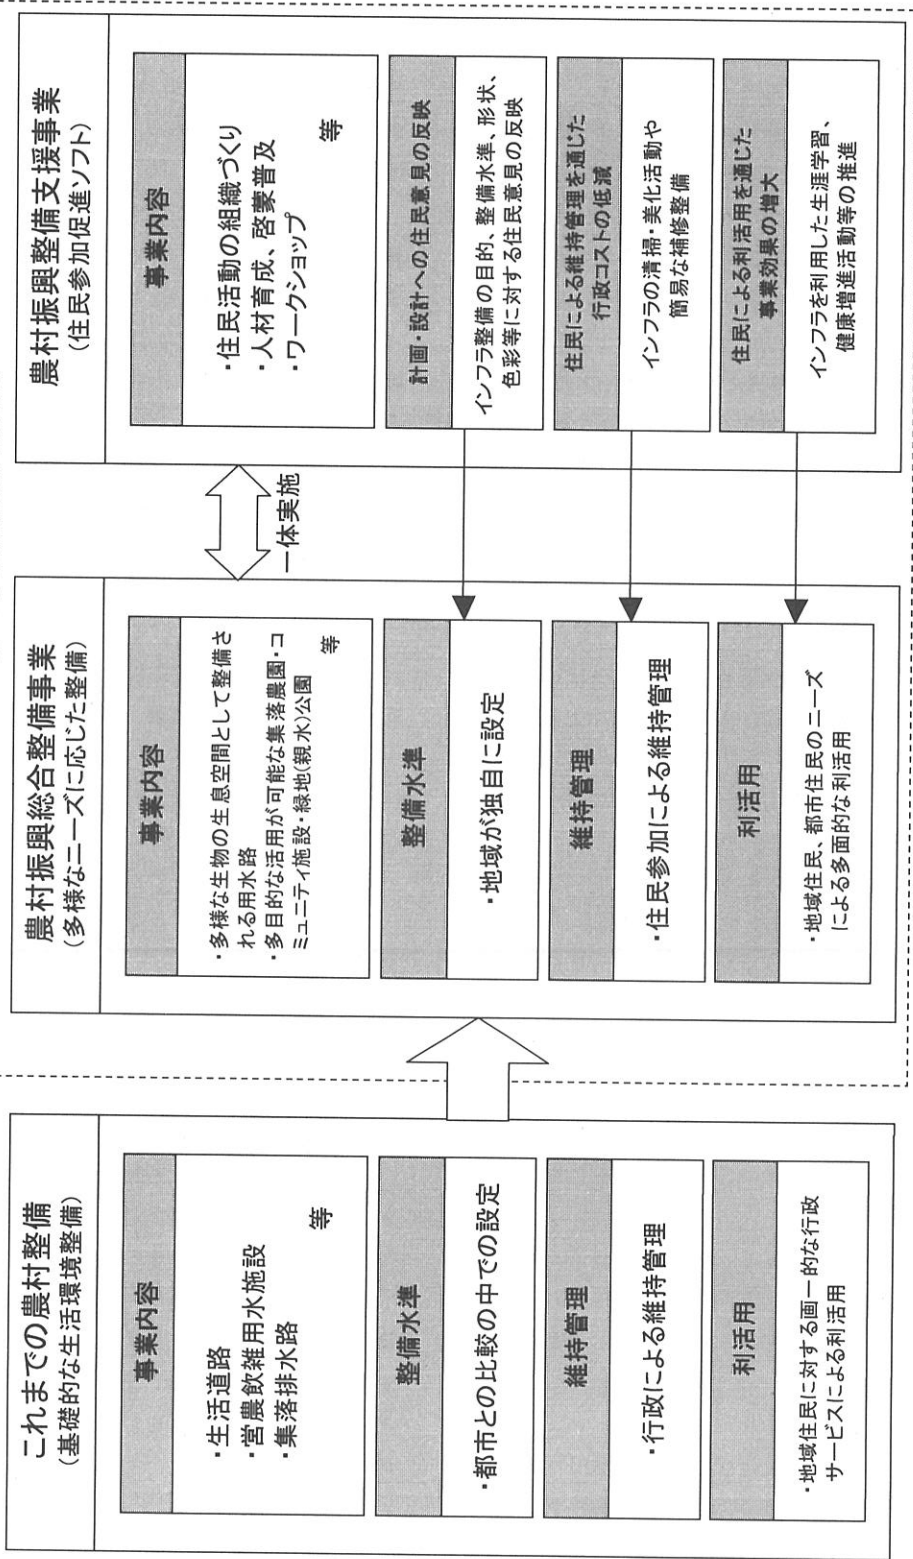 これまでの農村整備
(基礎的な生活環境整備)
事業内容
・生活道路
・営農飲雑用水施設
・集落排水路
等
整備水準
・都市との比較の中での設定
維持管理
・行政による維持管理
利活用
・地域住民に対する画一的な行政
サービスによる利活用
農村振興総合整備事業
(多様なニーズに応じた整備)
事業内容
・多様な生物の生息空間として整備さ
れる用水路
・多目的な活用が可能な集落農園・コ
ミュニティ施設・緑地(親水)公園
等
整備水準
・地域が独自に設定
維持管理
・住民参加による維持管理
利活用
・地域住民、都市住民のニーズ
による多面的な利活用
一体実施
農村振興整備支援事業
(住民参加促進ソフト)
事業内容
・住民活動の組織づくり
・人材育成、啓蒙普及
・ワークショップ
等
計画・設計への住民意見の反映
インフラ整備の目的、整備水準、形状、
色彩等に対する住民意見の反映
住民による維持管理を通じた
行政コストの低減
インフラの清掃・美化活動や
簡易な補修整備
住民による利活用を通じた
事業効果の増大
インフラを利用した生涯学習、
健康増進活動等の推進